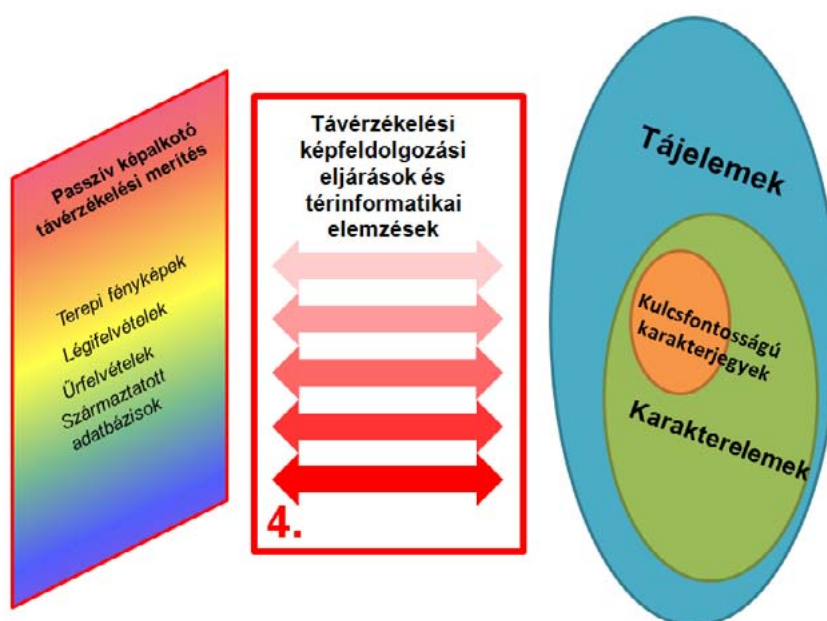 Passzív képalkotó
távérzékelési merítés
Terepi fényképek
Légifelvételek
Űrfelvételek
Származtatott
adatbázisok
Távérzékelési
képfeldolgozási
eljárások és
térinformatikai
elemzések
4.
Tájelemek
Kulcsfontosságú
karakterjegyek
Karakterelemek